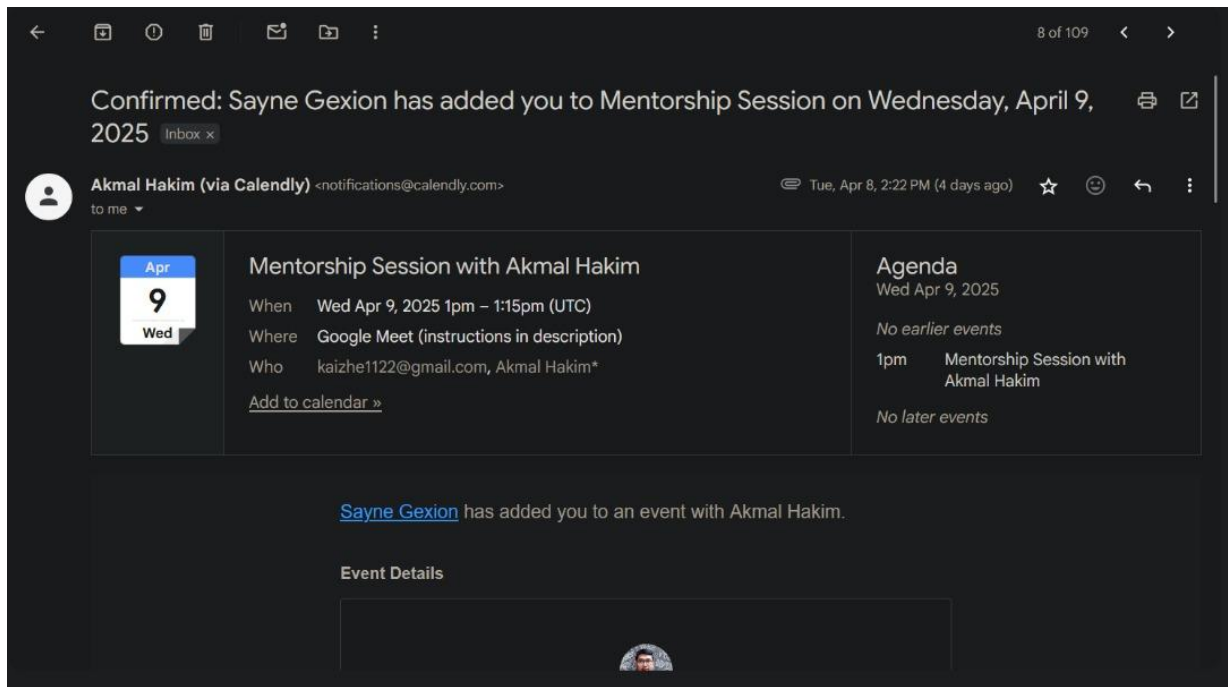 8 of 109
Confirmed: Sayne Gexion has added you to Mentorship Session on Wednesday, April 9,
2025 Inbox ×
Akmal Hakim (via Calendly) <notifications@calendly.com>
Tue, Apr 8, 2:22 PM (4 days ago)
to me
Apr
9
Wed
Mentorship Session with Akmal Hakim
When Wed Apr 9, 2025 1pm – 1:15pm (UTC)
Where Google Meet (instructions in description)
Who kaizhe1122@gmail.com, Akmal Hakim*
Add to calendar »
Agenda
Wed Apr 9, 2025
No earlier events
1pm Mentorship Session with
Akmal Hakim
No later events
Sayne Gexion has added you to an event with Akmal Hakim.
Event Details